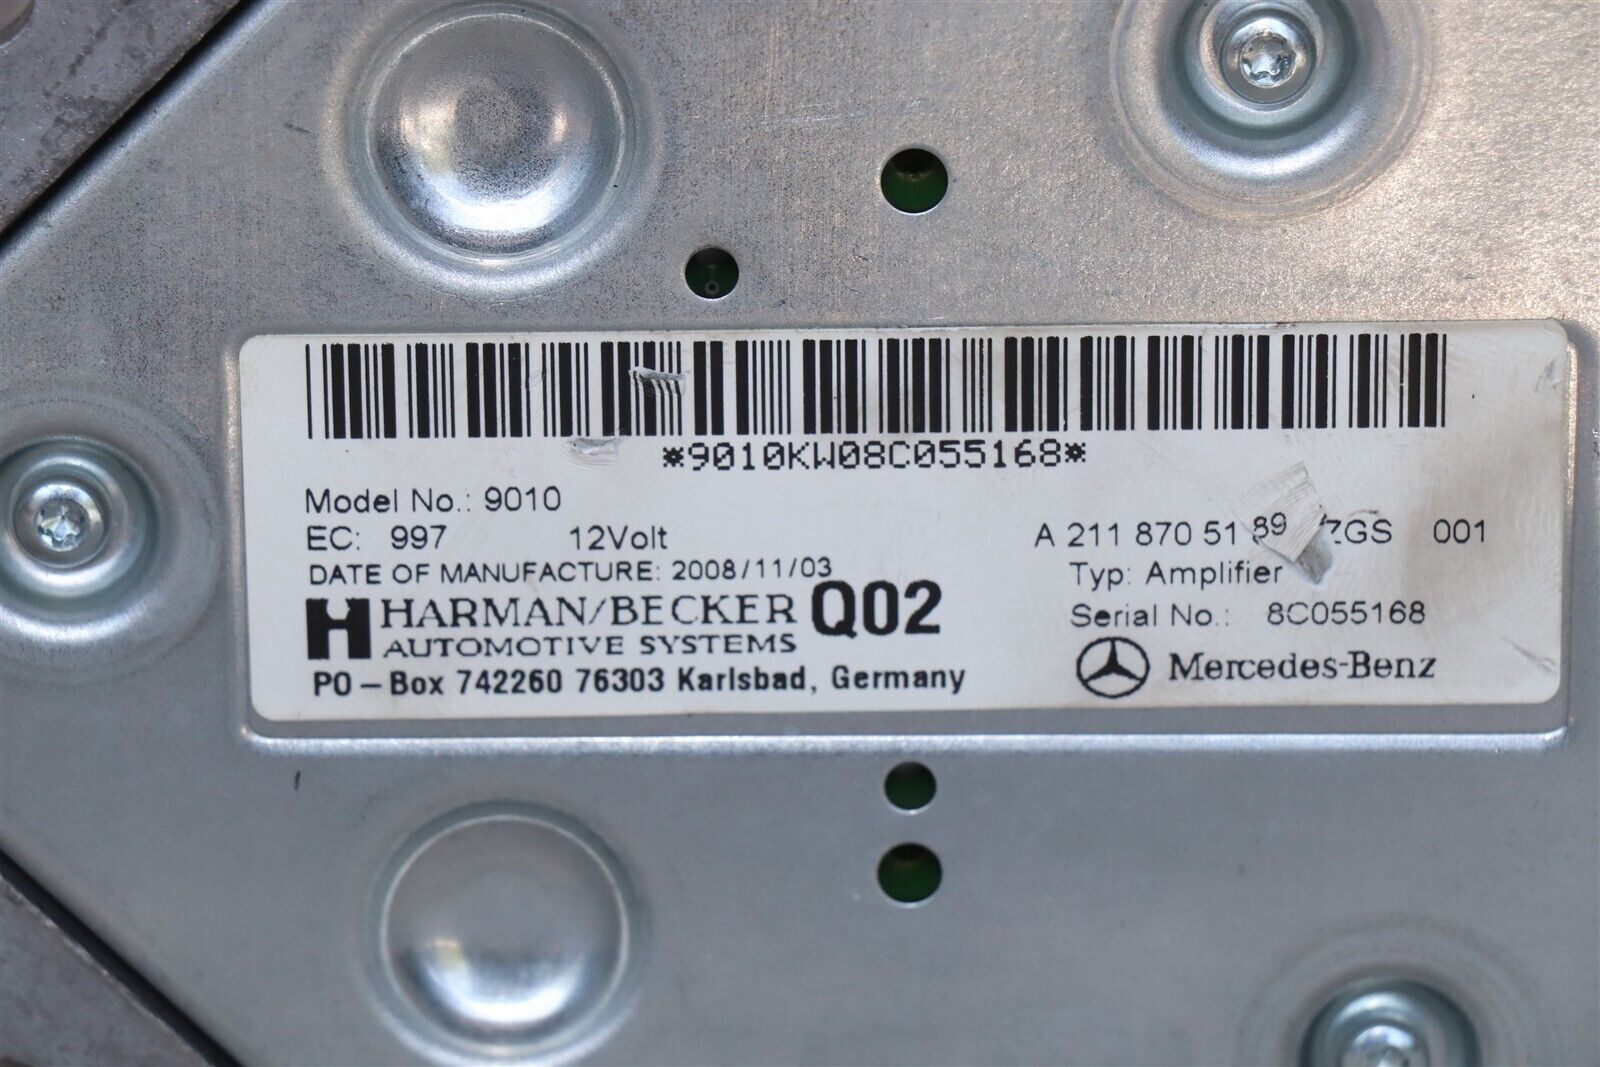 *9010KW08C055168*
Model No.: 9010
EC: 997 12Volt
DATE OF MANUFACTURE: 2008/11/03
HARMAN/BECKER Q02
AUTOMOTIVE SYSTEMS
PO-Box 742260 76303 Karlsbad, Germany
A 211 870 51 89 ZGS 001
Typ: Amplifier
Serial No.: 8C055168
Mercedes-Benz